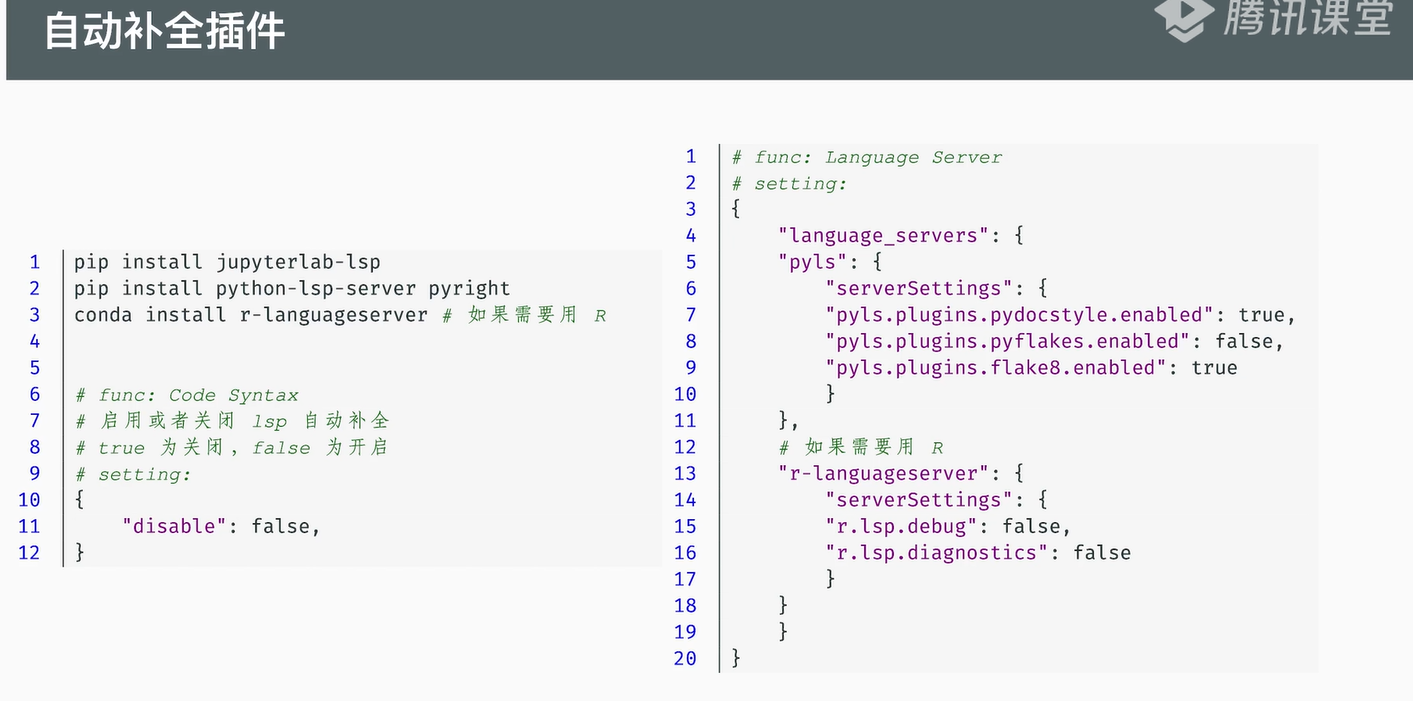 自动补全插件
腾讯课堂
1 pip install jupyterlab-lsp
2 pip install python-lsp-server pyright
3 conda install r-languageserver # 如果需要用 R
4
5
6 # func: Code Syntax
7 # 启用或者关闭 lsp 自动补全
8 # true 为关闭，false 为开启
9 # setting:
10 {
11     "disable": false,
12 }
1 # func: Language Server
2 # setting:
3 {
4     "language_servers": {
5     "pyls": {
6         "serverSettings": {
7         "pyls.plugins.pydocstyle.enabled": true,
8         "pyls.plugins.pyflakes.enabled": false,
9         "pyls.plugins.flake8.enabled": true
10         }
11     },
12     # 如果需要用 R
13     "r-languageserver": {
14         "serverSettings": {
15         "r.lsp.debug": false,
16         "r.lsp.diagnostics": false
17         }
18     }
19     }
20 }